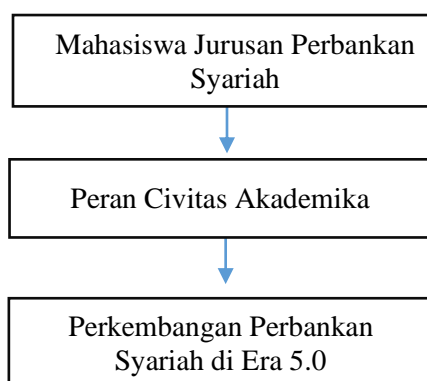 Mahasiswa Jurusan Perbankan
Syariah
Peran Civitas Akademika
Perkembangan Perbankan
Syariah di Era 5.0